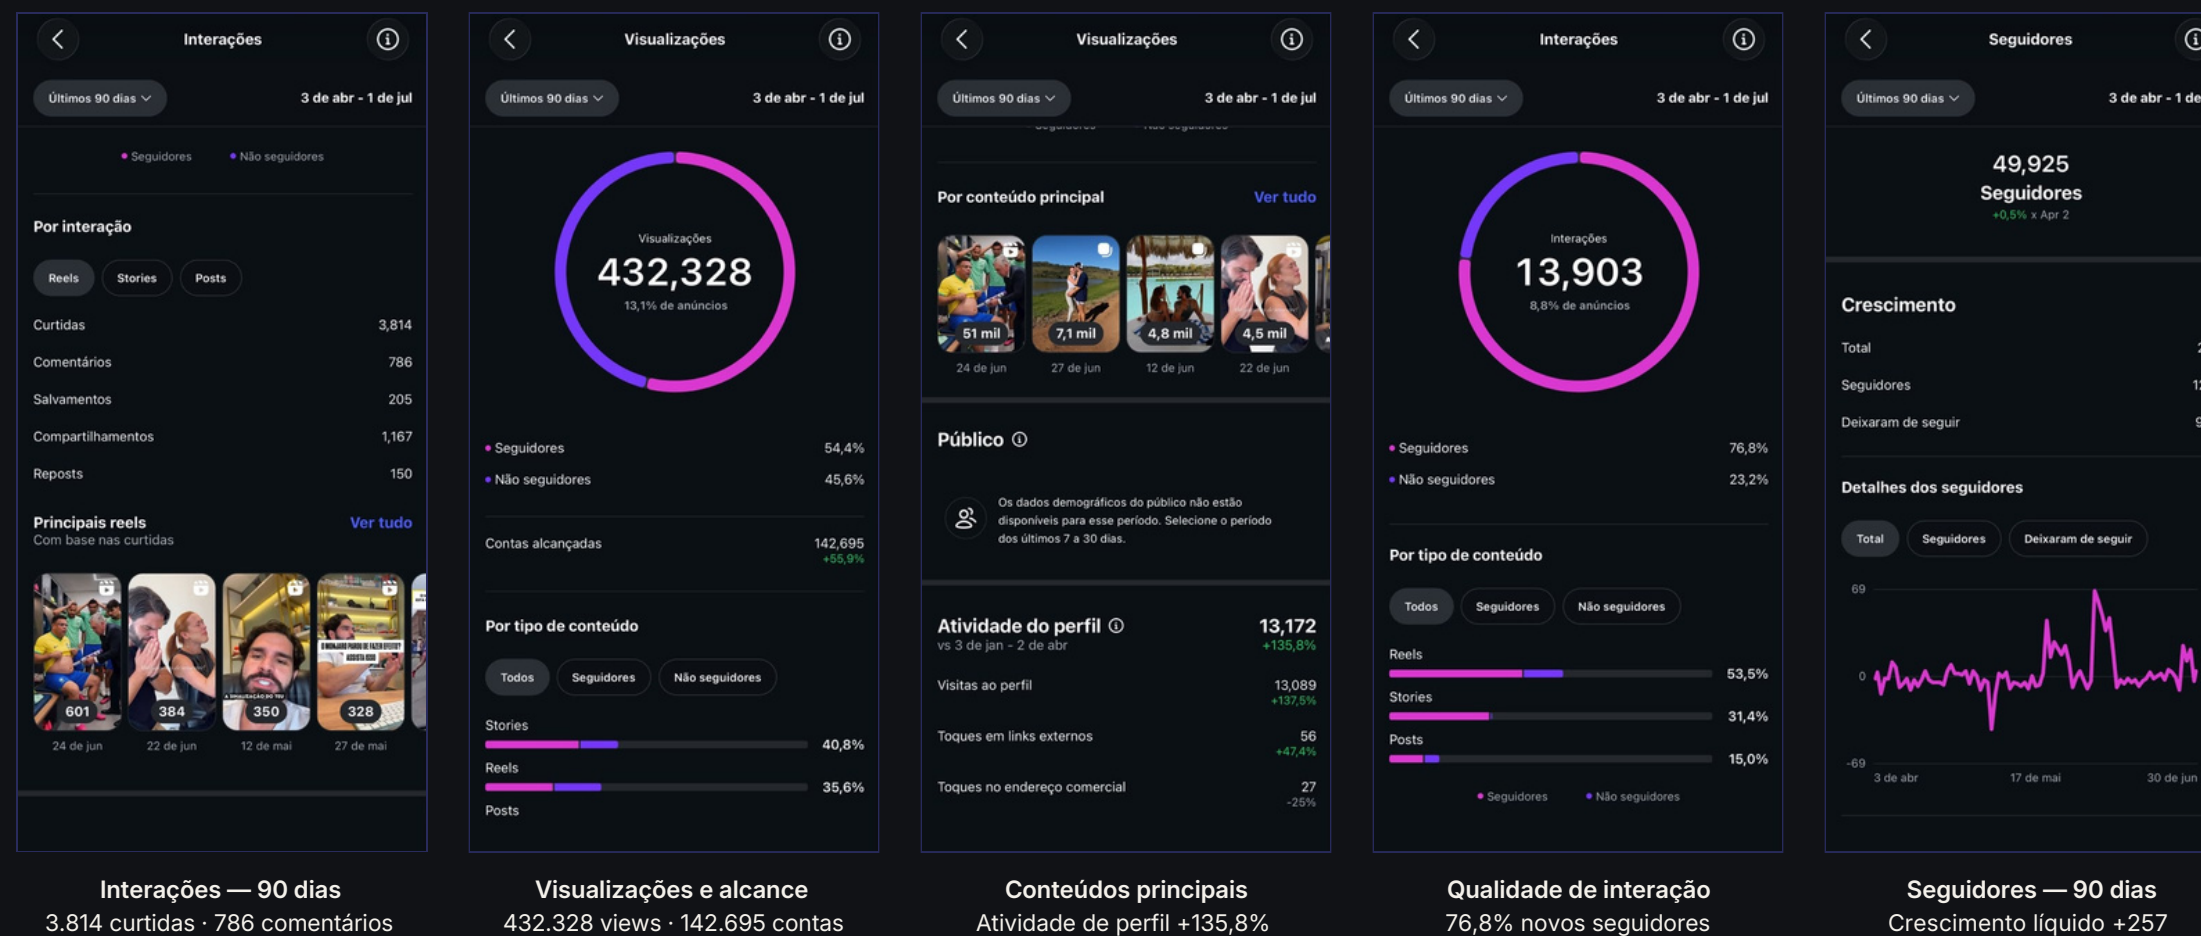 Interações
Últimos 90 dias
3 de abr - 1 de jul
Seguidores
Não seguidores
Por interação
Reels
Stories
Posts
Curtidas 3,814
Comentários 786
Salvamentos 205
Compartilhamentos 1,167
Reposts 150
Principais reels Ver tudo
Com base nas curtidas
O MONJARO PAROU DE FAZER EFEITO?
ASSISTA ISSO
601
384
350
328
24 de jun
22 de jun
12 de mai
27 de mai
Interações — 90 dias
3.814 curtidas · 786 comentários
Visualizações
Últimos 90 dias
3 de abr - 1 de jul
Visualizações
432,328
13,1% de anúncios
Seguidores 54,4%
Não seguidores 45,6%
Contas alcançadas 142,695
+55,9%
Por tipo de conteúdo
Todos
Seguidores
Não seguidores
Stories
40,8%
Reels
35,6%
Posts
Visualizações e alcance
432.328 views · 142.695 contas
Visualizações
Últimos 90 dias
3 de abr - 1 de jul
Seguidores
Não seguidores
Por conteúdo principal Ver tudo
51 mil
7,1 mil
4,8 mil
4,5 mil
24 de jun
27 de jun
12 de jun
22 de jun
Público
Os dados demográficos do público não estão
disponíveis para esse período. Selecione o período
dos últimos 7 a 30 dias.
Atividade do perfil 13,172
vs 3 de jan - 2 de abr +135,8%
Visitas ao perfil 13,089
+137,5%
Toques em links externos 56
+47,4%
Toques no endereço comercial 27
-25%
Conteúdos principais
Atividade de perfil +135,8%
Interações
Últimos 90 dias
3 de abr - 1 de jul
Interações
13,903
8,8% de anúncios
Seguidores 76,8%
Não seguidores 23,2%
Por tipo de conteúdo
Todos
Seguidores
Não seguidores
Reels
53,5%
Stories
31,4%
Posts
15,0%
Seguidores
Não seguidores
Qualidade de interação
76,8% novos seguidores
Seguidores
Últimos 90 dias
3 de abr - 1 de
49,925
Seguidores
+0,5% x Apr 2
Crescimento
Total
Seguidores
Deixaram de seguir
Detalhes dos seguidores
Total
Seguidores
Deixaram de seguir
69
0
-69
3 de abr
17 de mai
30 de jun
Seguidores — 90 dias
Crescimento líquido +257